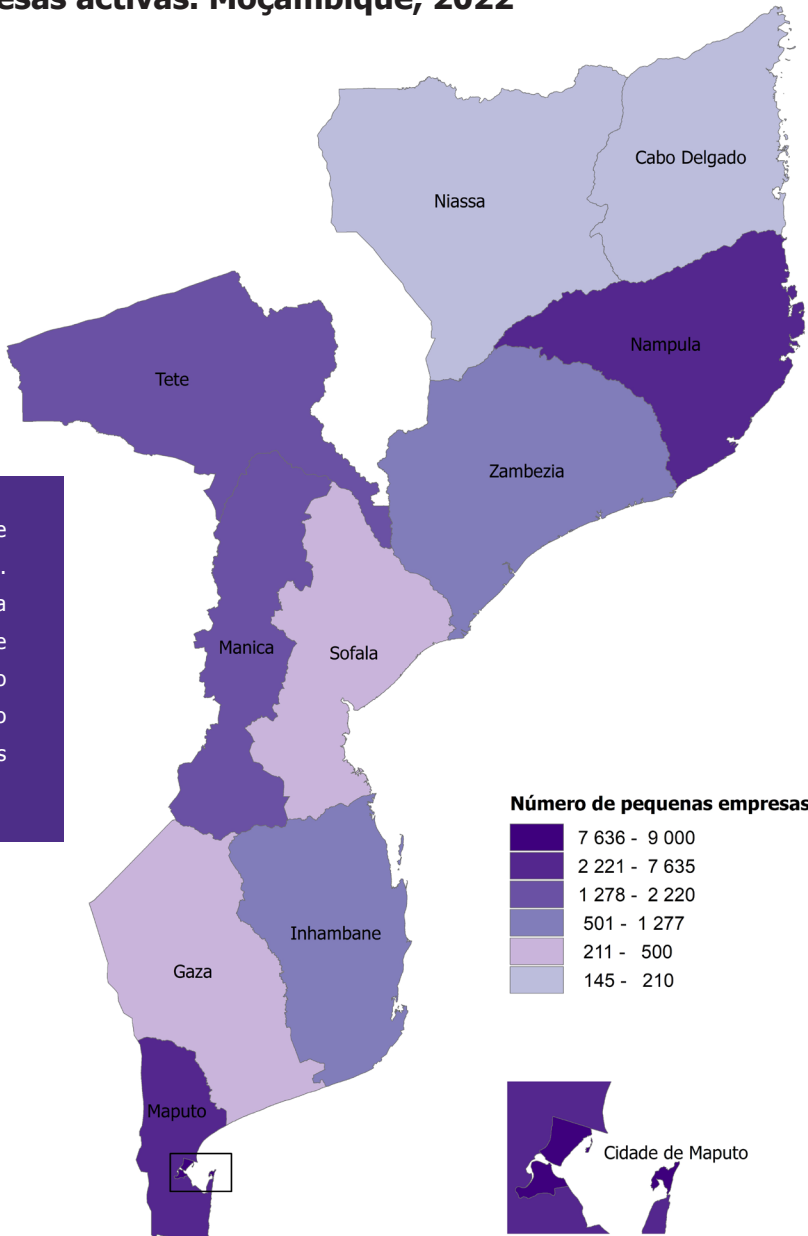 esas activas. Moçambique, 2022
Cabo Delgado
Niassa
Nampula
Tete
Zambezia
e
.
a
e
o
o
s
Manica
Sofala
Número de pequenas empresas
7 636 - 9 000
2 221 - 7 635
1 278 - 2 220
501 - 1 277
211 - 500
145 - 210
Inhambane
Gaza
Maputo
Cidade de Maputo